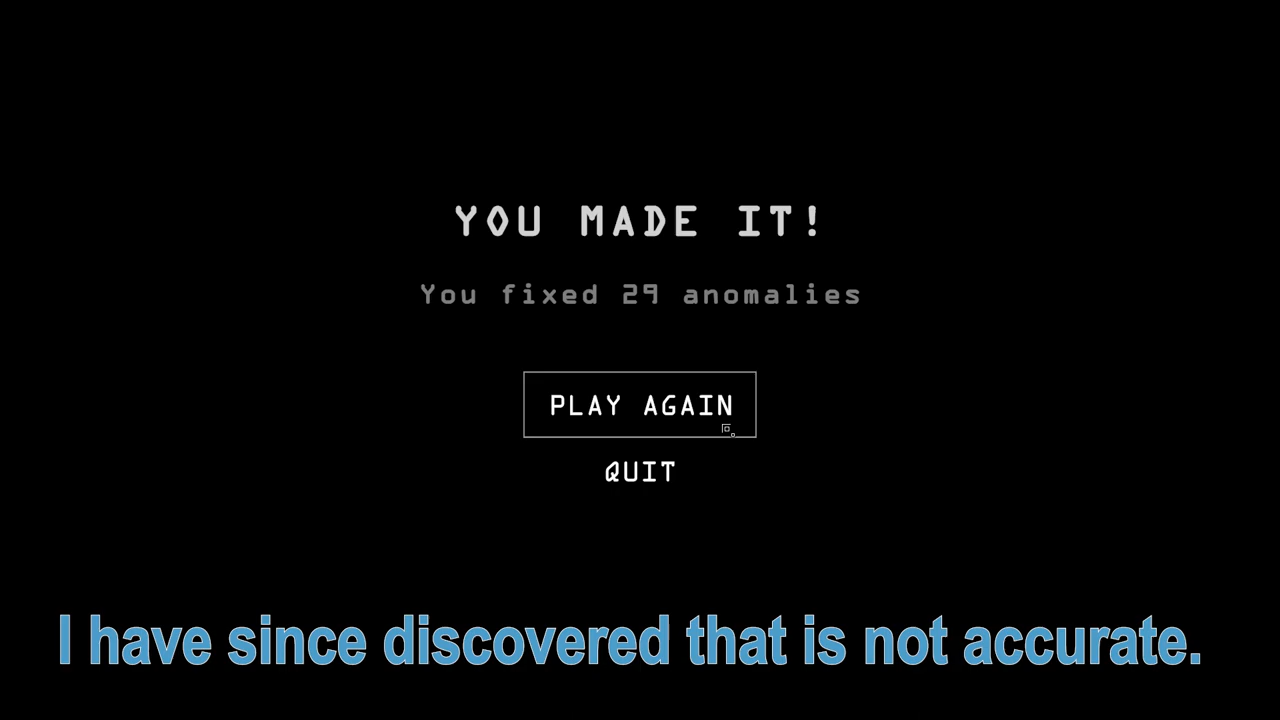 YOU MADE IT!
You fixed 29 anomalies
PLAY AGAIN
QUIT
I have since discovered that is not accurate.